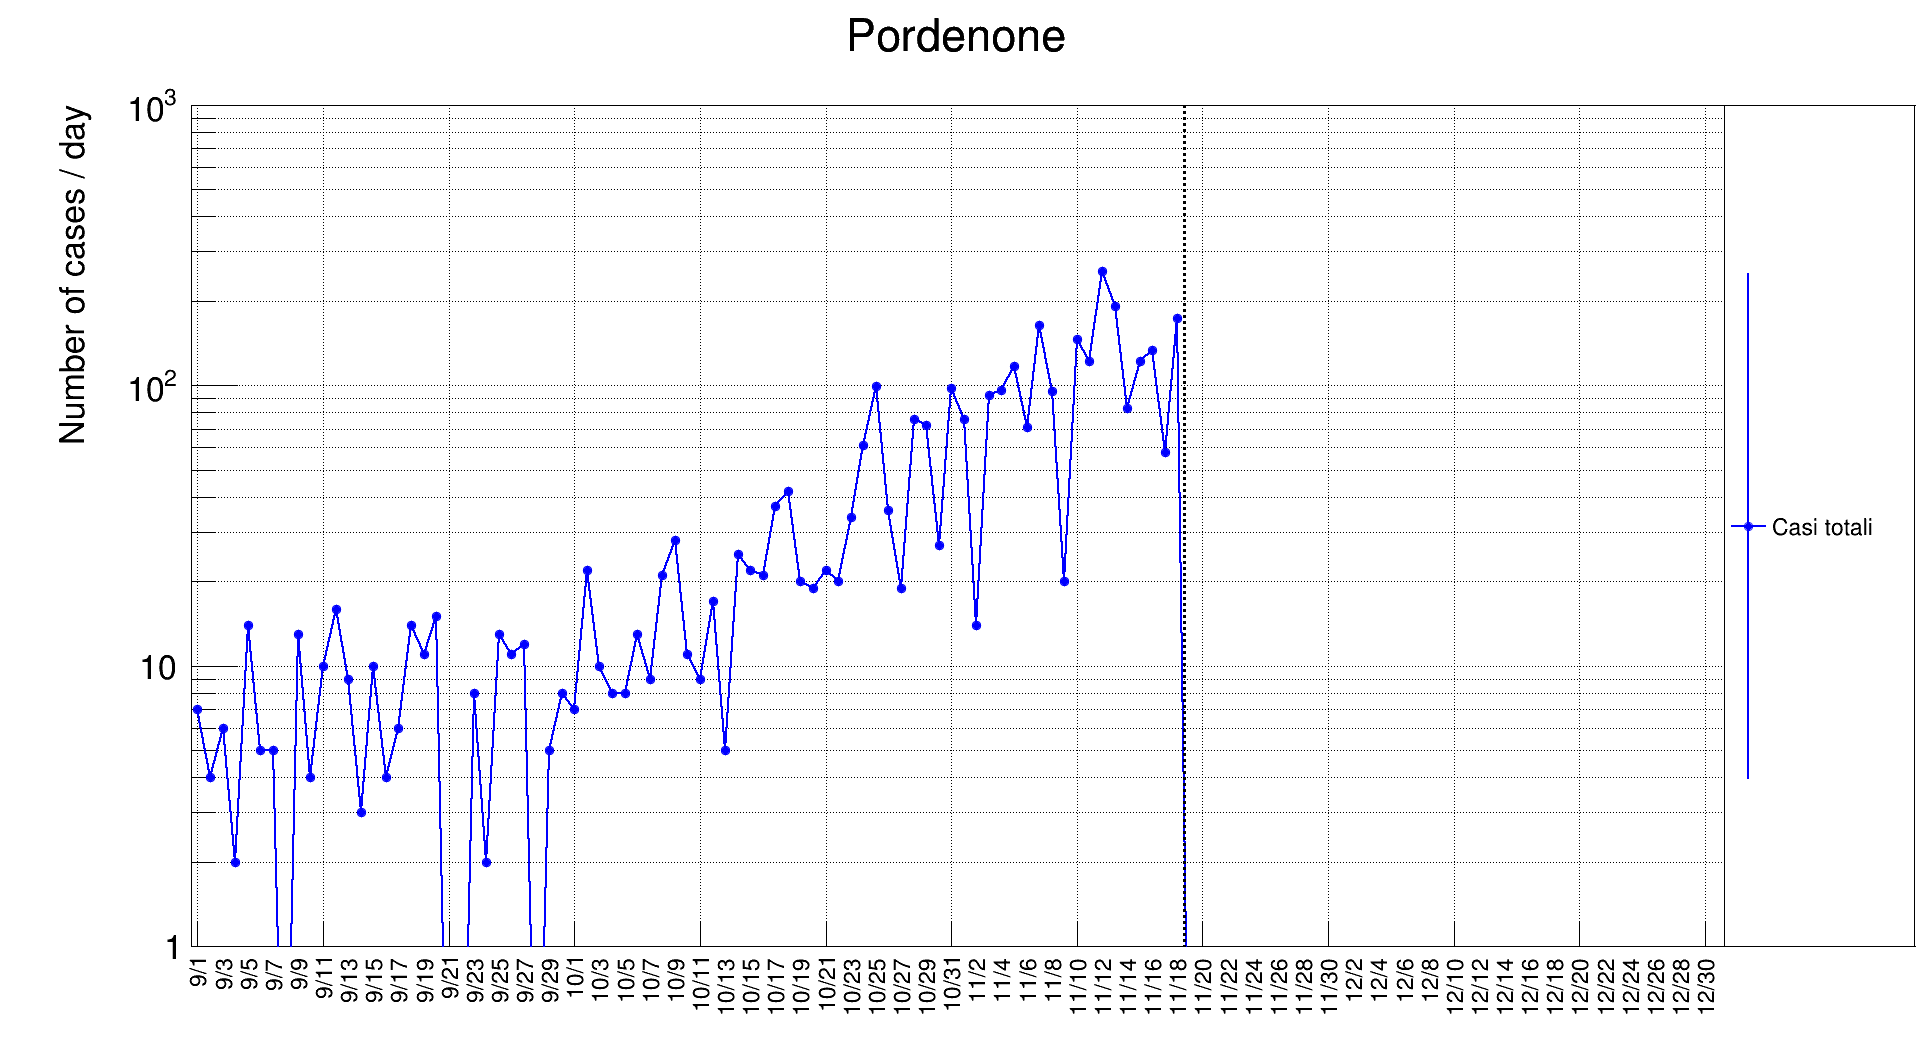 Pordenone
Number of cases / day
10³
10²
10
1
9/1 9/3 9/5 9/7 9/9 9/11 9/13 9/15 9/17 9/19 9/21 9/23 9/25 9/27 9/29 10/1 10/3 10/5 10/7 10/9 10/11 10/13 10/15 10/17 10/19 10/21 10/23 10/25 10/27 10/29 10/31 11/2 11/4 11/6 11/8 11/10 11/12 11/14 11/16 11/18 11/20 11/22 11/24 11/26 11/28 11/30 12/2 12/4 12/6 12/8 12/10 12/12 12/14 12/16 12/18 12/20 12/22 12/24 12/26 12/28 12/30
Casi totali